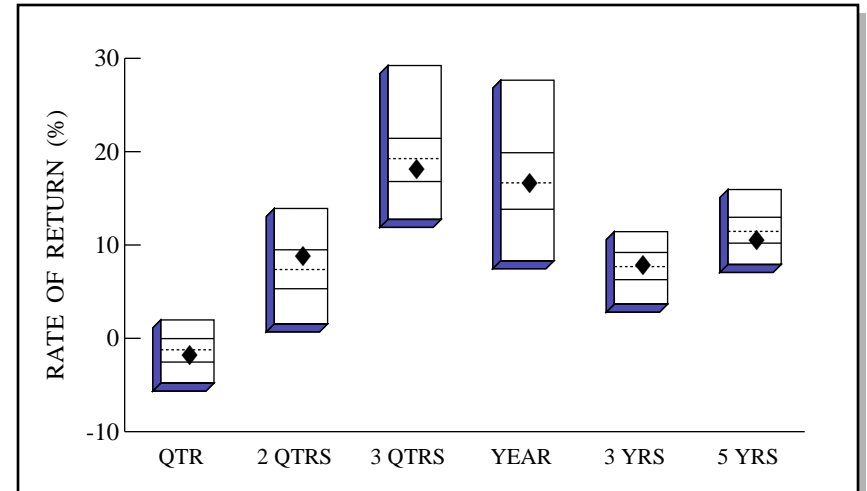 RATE OF RETURN (%)
30
20
10
0
-10
QTR 2 QTRS 3 QTRS YEAR 3 YRS 5 YRS